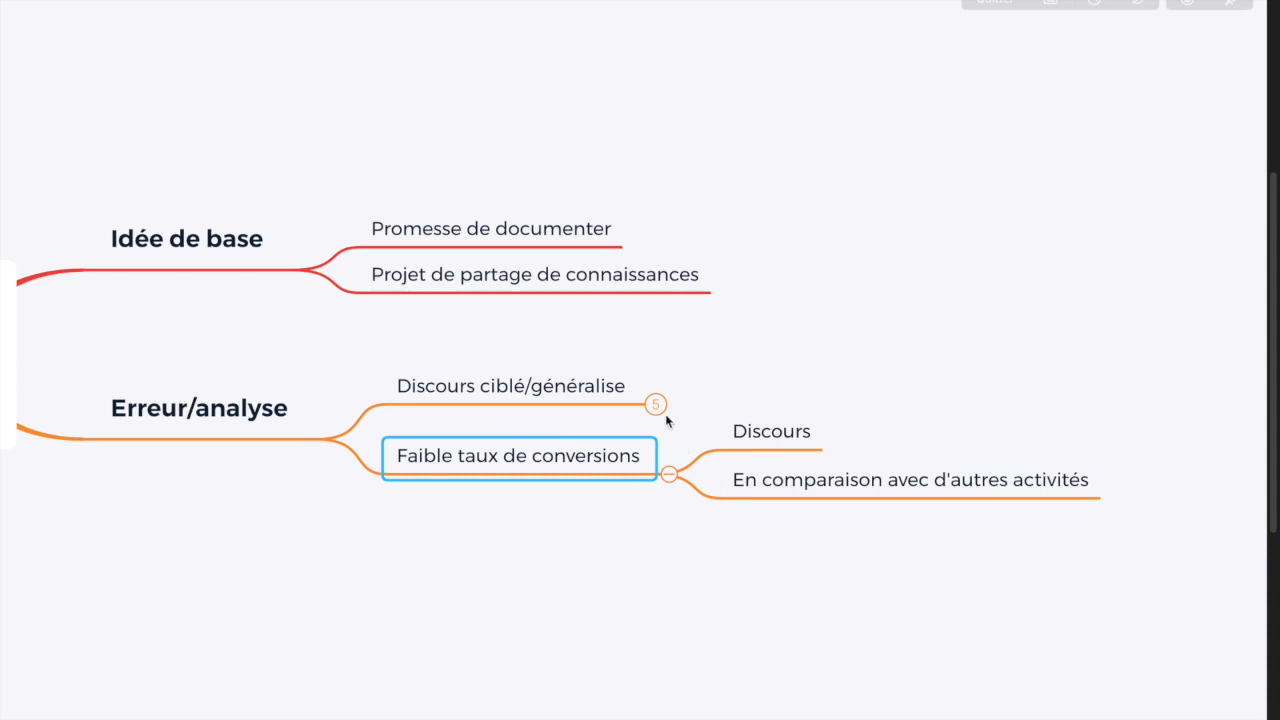 Idée de base
Promesse de documenter
Projet de partage de connaissances
Erreur/analyse
Discours ciblé/généralise
5
Faible taux de conversions
Discours
En comparaison avec d'autres activités